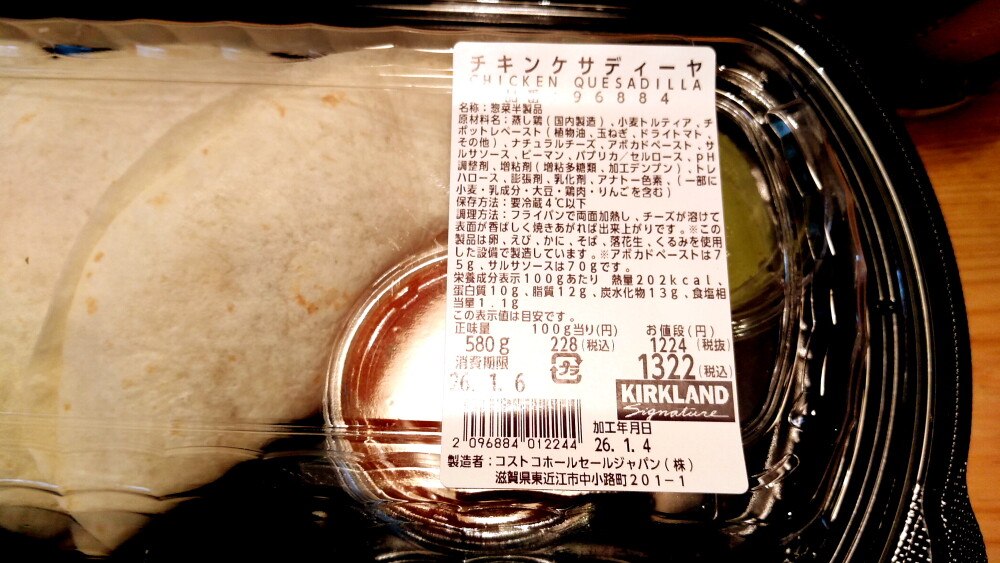 チキンケサディーヤ
CHICKEN QUESADILLA
96884
名称：惣菜半製品
原材料名：蒸し鶏(国内製造)、小麦トルティア、チ
ポットレペースト(植物油、玉ねぎ、ドライトマト、
その他)、ナチュラルチーズ、アボカドペースト、サ
ルサソース、ピーマン、パプリカ／セルロース、pH
調整剤、増粘剤(増粘多糖類、加工デンプン)、トレ
ハロース、膨張剤、乳化剤、アナトー色素、(一部に
小麦・乳成分・大豆・鶏肉・りんごを含む)
保存方法：要冷蔵4℃以下
調理方法：フライパンで両面加熱し、チーズが溶けて
表面が香ばしく焼きあがれば出来上がりです。※この
製品は卵、えび、かに、そば、落花生、くるみを使用
した設備で製造しています。※アボカドペーストは7
5g、サルサソースは70gです。
栄養成分表示100gあたり 熱量202kcal、
蛋白質10g、脂質12g、炭水化物13g、食塩相
当量1.1g
この表示値は目安です。
正味量 100g当り(円) お値段(円)
580g 228(税込) 1224(税抜)
消費期限 プラ 1322(税込)
26.1.6
KIRKLAND
Signature
加工年月日
2 096884 012244 26.1.4
製造者：コストコホールセールジャパン(株)
滋賀県東近江市中小路町201-1